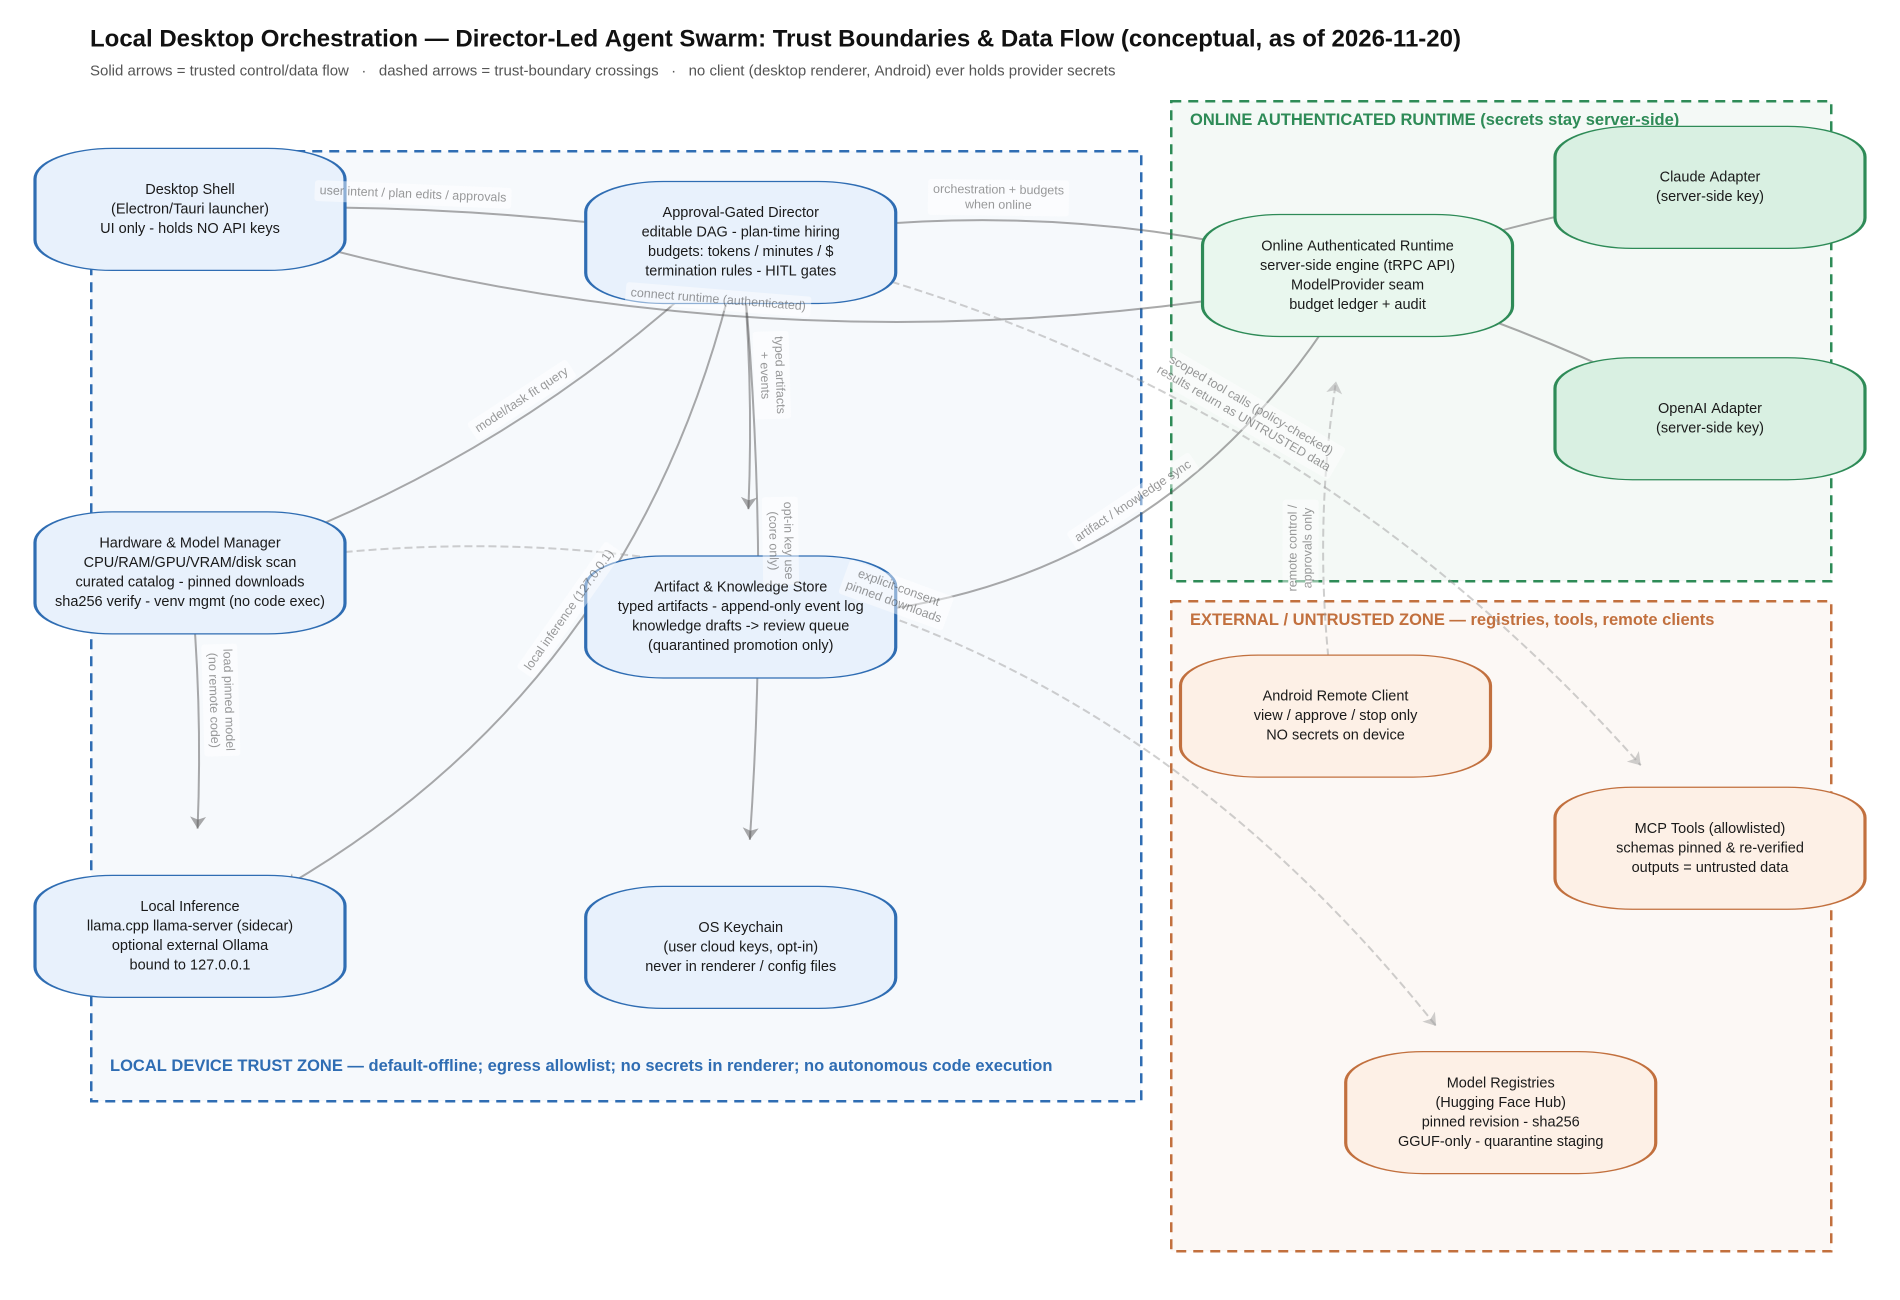 Local Desktop Orchestration — Director-Led Agent Swarm: Trust Boundaries & Data Flow (conceptual, as of 2026-11-20)
Solid arrows = trusted control/data flow · dashed arrows = trust-boundary crossings · no client (desktop renderer, Android) ever holds provider secrets
ONLINE AUTHENTICATED RUNTIME (secrets stay server-side)
Desktop Shell
(Electron/Tauri launcher)
UI only - holds NO API keys
user intent / plan edits / approvals
Approval-Gated Director
editable DAG - plan-time hiring
budgets: tokens / minutes / $
termination rules - HITL gates
orchestration + budgets
when online
Online Authenticated Runtime
server-side engine (tRPC API)
ModelProvider seam
budget ledger + audit
Claude Adapter
(server-side key)
OpenAI Adapter
(server-side key)
connect runtime (authenticated)
model/task fit query
typed artifacts
+ events
scoped tool calls (policy-checked)
results return as UNTRUSTED data
artifact / knowledge sync
remote control /
approvals only
opt-in key use
(core only)
Hardware & Model Manager
CPU/RAM/GPU/VRAM/disk scan
curated catalog - pinned downloads
sha256 verify - venv mgmt (no code exec)
local inference (127.0.0.1)
Artifact & Knowledge Store
typed artifacts - append-only event log
knowledge drafts -> review queue
(quarantined promotion only)
explicit-consent
pinned downloads
load pinned model
(no remote code)
EXTERNAL / UNTRUSTED ZONE — registries, tools, remote clients
Android Remote Client
view / approve / stop only
NO secrets on device
MCP Tools (allowlisted)
schemas pinned & re-verified
outputs = untrusted data
Local Inference
llama.cpp llama-server (sidecar)
optional external Ollama
bound to 127.0.0.1
OS Keychain
(user cloud keys, opt-in)
never in renderer / config files
LOCAL DEVICE TRUST ZONE — default-offline; egress allowlist; no secrets in renderer; no autonomous code execution
Model Registries
(Hugging Face Hub)
pinned revision - sha256
GGUF-only - quarantine staging